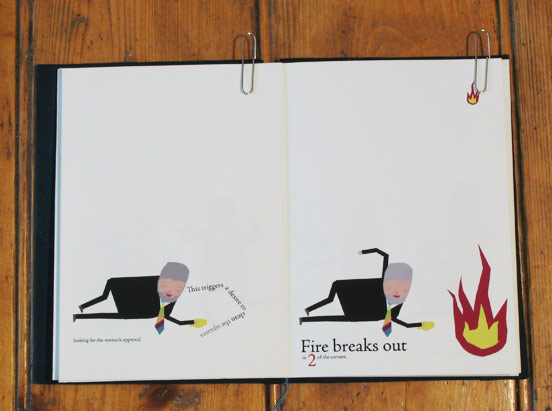 This triggers a desire to
clean the squares
looking for the woman's approval.
Fire breaks out
in 2 of the corners.